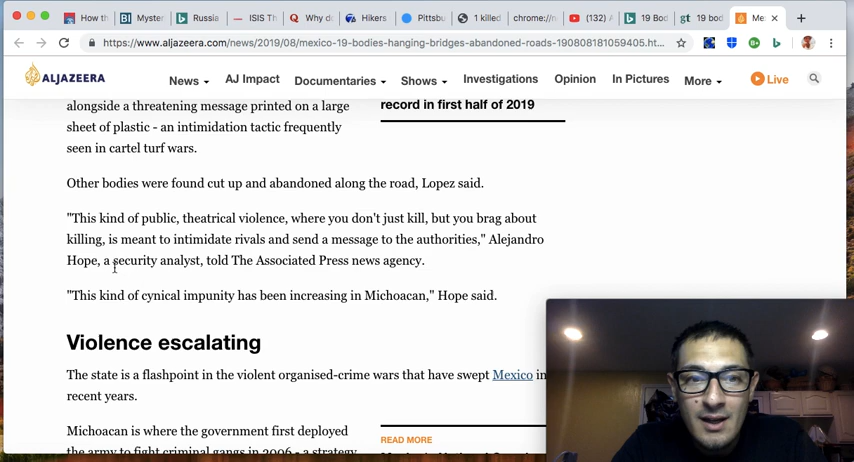 How th
Myster
Russia
ISIS Th
Why do
Hikers
Pittsbu
1 killed
chrome://n
(132)
19 Bod
19 bod
Me
https://www.aljazeera.com/news/2019/08/mexico-19-bodies-hanging-bridges-abandoned-roads-190808181059405.ht...
ALJAZEERA
News
AJ Impact
Documentaries
Shows
Investigations
Opinion
In Pictures
More
Live
alongside a threatening message printed on a large
sheet of plastic - an intimidation tactic frequently
seen in cartel turf wars.
record in first half of 2019
Other bodies were found cut up and abandoned along the road, Lopez said.
"This kind of public, theatrical violence, where you don't just kill, but you brag about
killing, is meant to intimidate rivals and send a message to the authorities," Alejandro
Hope, a security analyst, told The Associated Press news agency.
"This kind of cynical impunity has been increasing in Michoacan," Hope said.
Violence escalating
The state is a flashpoint in the violent organised-crime wars that have swept Mexico in
recent years.
Michoacan is where the government first deployed
the army to fight criminal gangs in 2006 - a strategy
READ MORE